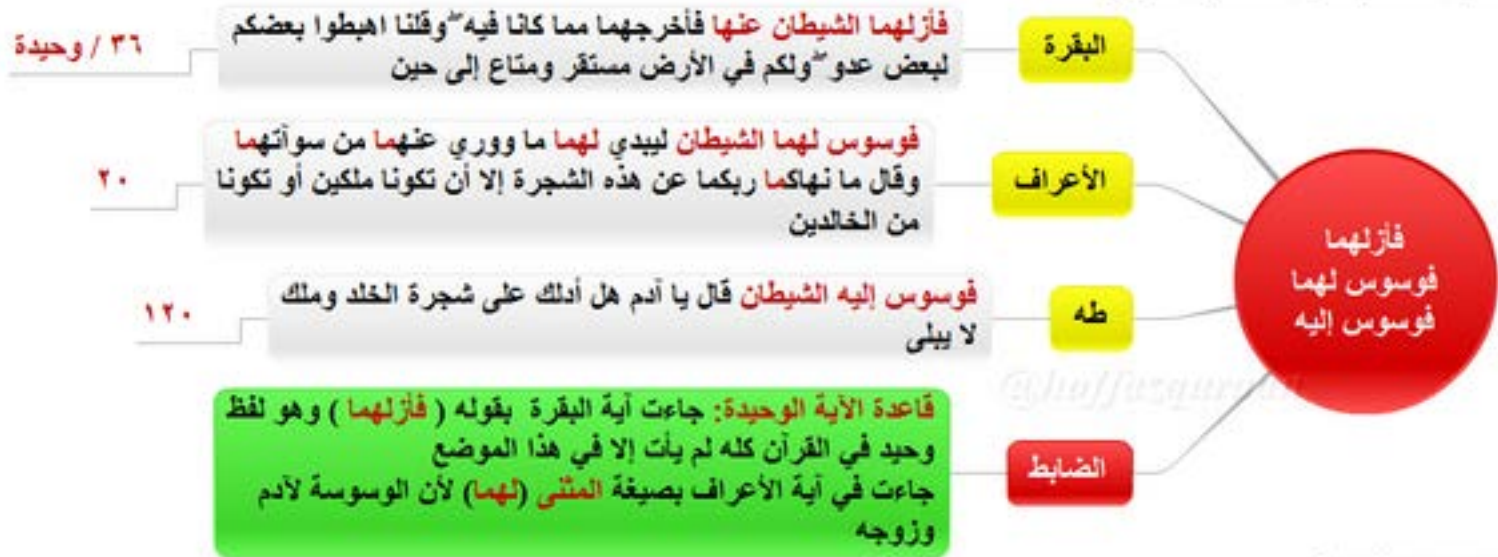 فأزلهما الشيطان عنها فأخرجهما مما كانا فيه ۖ وقلنا اهبطوا بعضكم
لبعض عدو ۖ ولكم في الأرض مستقر ومتاع إلى حين
البقرة
٣٦ / وحيدة
فوسوس لهما الشيطان ليبدي لهما ما ووري عنهما من سوآتهما
وقال ما نهاكما ربكما عن هذه الشجرة إلا أن تكونا ملكين أو تكونا
من الخالدين
الأعراف
٢٠
فأزلهما
فوسوس لهما
فوسوس إليه
فوسوس إليه الشيطان قال يا آدم هل أدلك على شجرة الخلد وملك
لا يبلى
طه
١٢٠
قاعدة الآية الوحيدة: جاءت آية البقرة بقوله ( فأزلهما ) وهو لفظ
وحيد في القرآن كله لم يأت إلا في هذا الموضع
جاءت في آية الأعراف بصيغة المثنى (لهما) لأن الوسوسة لآدم
وزوجه
الضابط